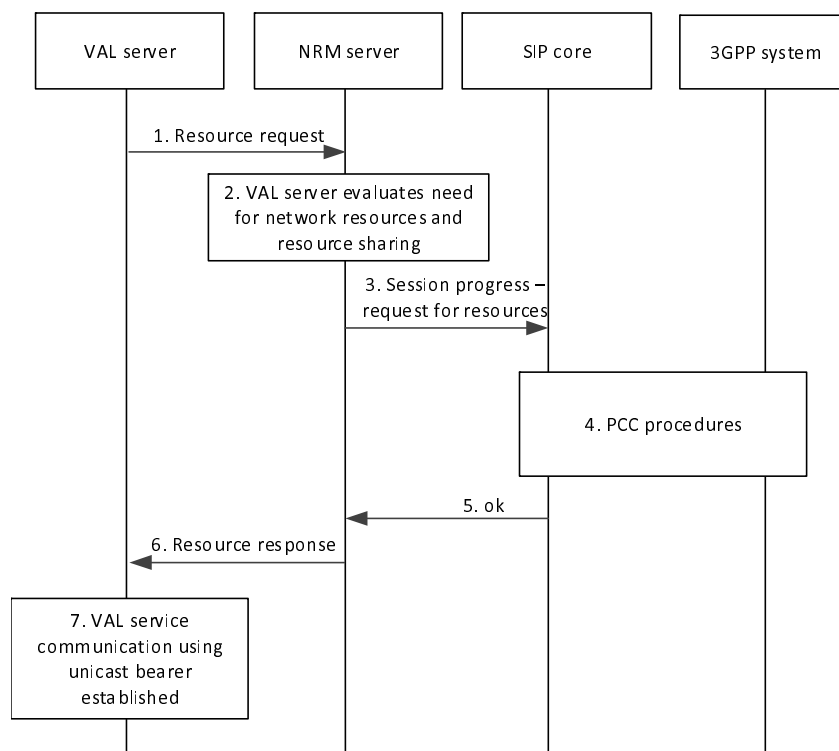 VAL server
NRM server
SIP core
3GPP system
1. Resource request
2. VAL server evaluates need
for network resources and
resource sharing
3. Session progress –
request for resources
4. PCC procedures
5. ok
6. Resource response
7. VAL service
communication using
unicast bearer
established